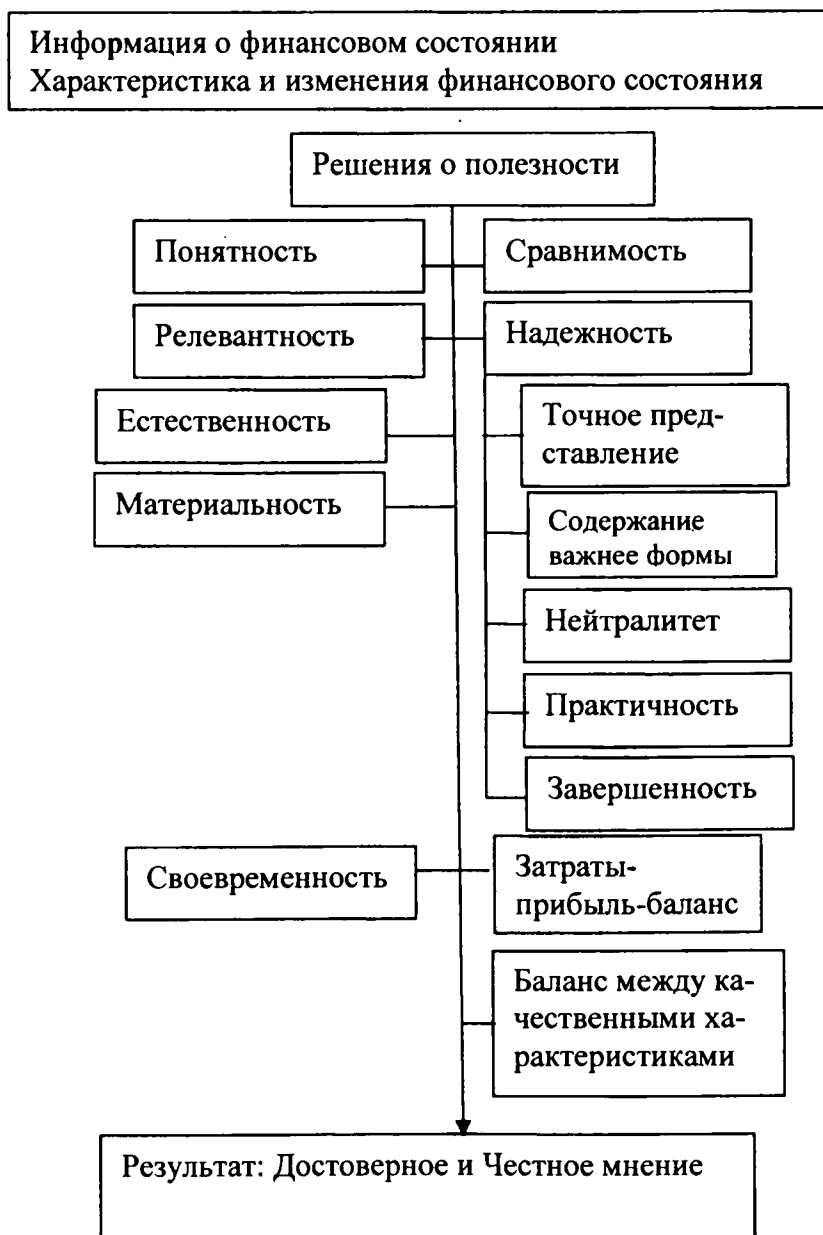 Информация о финансовом состоянии
Характеристика и изменения финансового состояния
Решения о полезности
Понятность
Сравнимость
Релевантность
Надежность
Естественность
Точное пред-
ставление
Материальность
Содержание
важнее формы
Нейтралитет
Практичность
Завершенность
Своевременность
Затраты-
прибыль-баланс
Баланс между ка-
чественными ха-
рактеристиками
Результат: Достоверное и Честное мнение